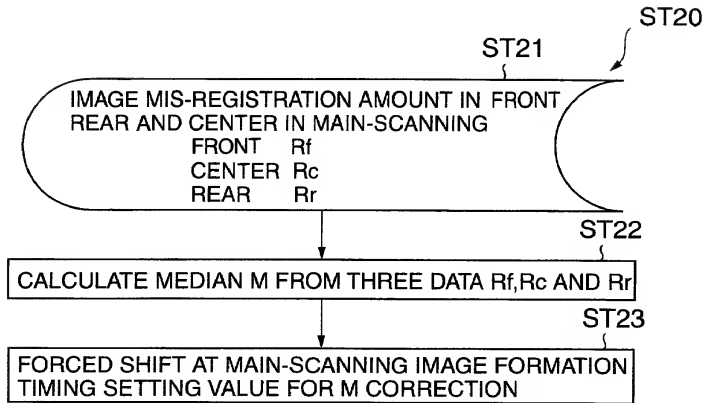 ST20
ST21
IMAGE MIS-REGISTRATION AMOUNT IN FRONT
REAR AND CENTER IN MAIN-SCANNING
FRONT Rf
CENTER Rc
REAR Rr
ST22
CALCULATE MEDIAN M FROM THREE DATA Rf,Rc AND Rr
ST23
FORCED SHIFT AT MAIN-SCANNING IMAGE FORMATION
TIMING SETTING VALUE FOR M CORRECTION